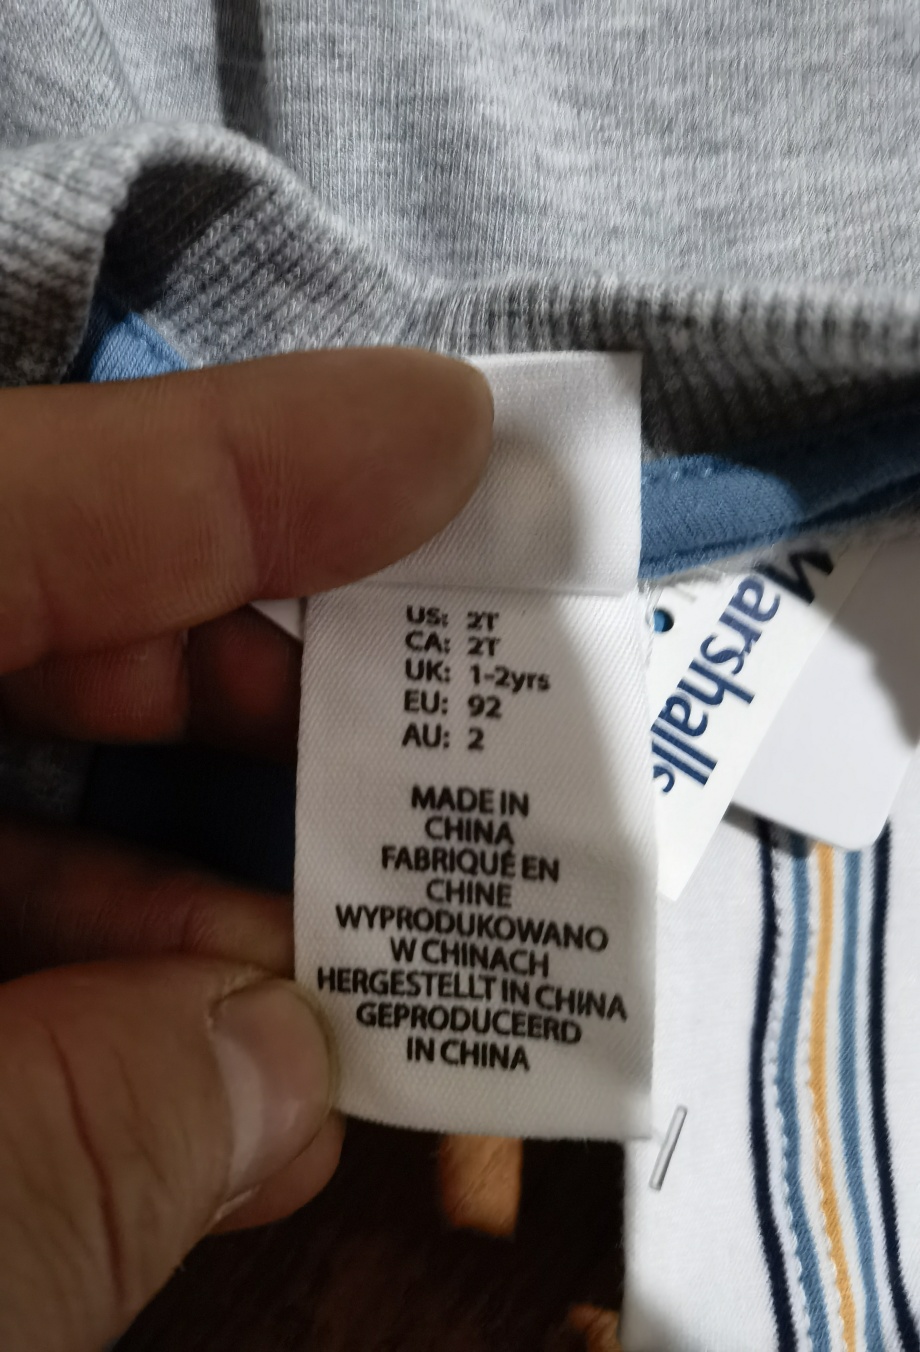 US: 2T
CA: 2T
UK: 1-2yrs
EU: 92
AU: 2
MADE IN
CHINA
FABRIQUÉ EN
CHINE
WYPRODUKOWANO
W CHINACH
HERGESTELLT IN CHINA
GEPRODUCEERD
IN CHINA
Marshalls